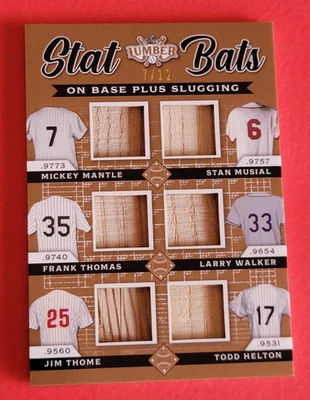 Stat LUMBER Bats
7/12
ON BASE PLUS SLUGGING
7 6
.9773 .9757
MICKEY MANTLE STAN MUSIAL
35 33
.9740 .9654
FRANK THOMAS LARRY WALKER
25 17
.9560 .9531
JIM THOME TODD HELTON